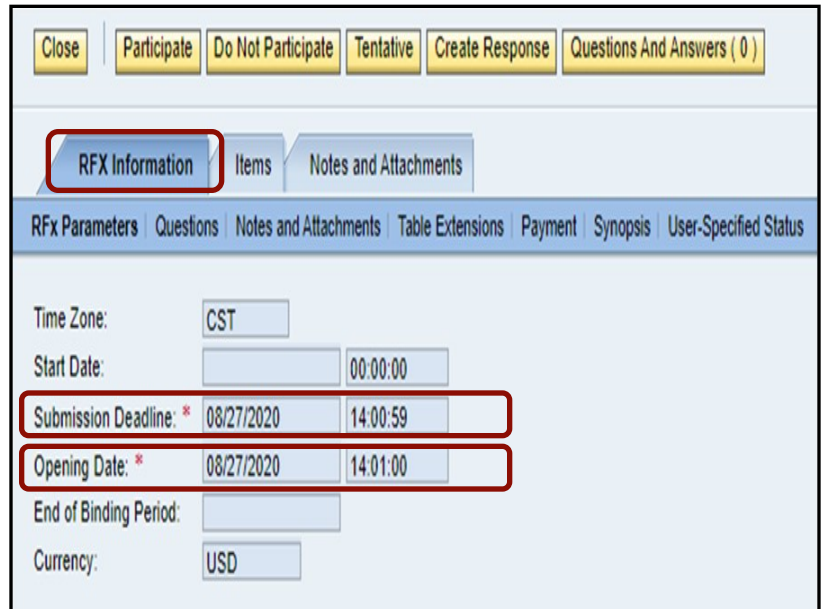 Close Participate Do Not Participate Tentative Create Response Questions And Answers ( 0 )
RFX Information Items Notes and Attachments
RFx Parameters Questions Notes and Attachments Table Extensions Payment Synopsis User-Specified Status
Time Zone: CST
Start Date: 00:00:00
Submission Deadline: * 08/27/2020 14:00:59
Opening Date: * 08/27/2020 14:01:00
End of Binding Period:
Currency: USD